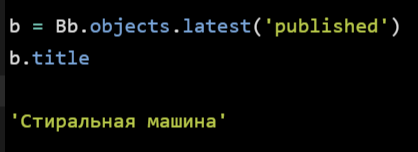 b = Bb.objects.latest('published')
b.title
'Стиральная машина'